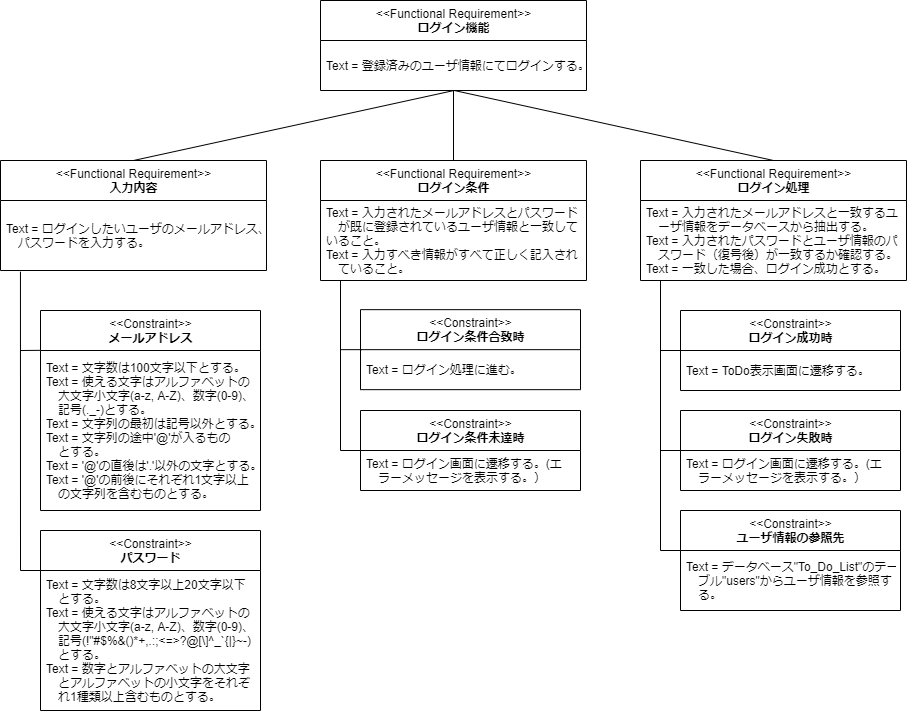 <<Functional Requirement>>
ログイン機能
Text = 登録済みのユーザ情報にてログインする。
<<Functional Requirement>>
入力内容
Text = ログインしたいユーザのメールアドレス、
パスワードを入力する。
<<Constraint>>
メールアドレス
Text = 文字数は100文字以下とする。
Text = 使える文字はアルファベットの
大文字小文字(a-z, A-Z)、数字(0-9)、
記号(._-)とする。
Text = 文字列の最初は記号以外とする。
Text = 文字列の途中'@'が入るもの
とする。
Text = '@'の直後は'.'以外の文字とする。
Text = '@'の前後にそれぞれ1文字以上
の文字列を含むものとする。
<<Constraint>>
パスワード
Text = 文字数は8文字以上20文字以下
とする。
Text = 使える文字はアルファベットの
大文字小文字(a-z, A-Z)、数字(0-9)、
記号(!"#$%&()*+,.:;<=>?@[\]^_`{|}~-)
とする。
Text = 数字とアルファベットの大文字
とアルファベットの小文字をそれぞ
れ1種類以上含むものとする。
<<Functional Requirement>>
ログイン条件
Text = 入力されたメールアドレスとパスワード
が既に登録されているユーザ情報と一致して
いること。
Text = 入力すべき情報がすべて正しく記入され
ていること。
<<Constraint>>
ログイン条件合致時
Text = ログイン処理に進む。
<<Constraint>>
ログイン条件未達時
Text = ログイン画面に遷移する。(エ
ラーメッセージを表示する。）
<<Functional Requirement>>
ログイン処理
Text = 入力されたメールアドレスと一致するユ
ーザ情報をデータベースから抽出する。
Text = 入力されたパスワードとユーザ情報のパ
スワード（復号後）が一致するか確認する。
Text = 一致した場合、ログイン成功とする。
<<Constraint>>
ログイン成功時
Text = ToDo表示画面に遷移する。
<<Constraint>>
ログイン失敗時
Text = ログイン画面に遷移する。(エ
ラーメッセージを表示する。）
<<Constraint>>
ユーザ情報の参照先
Text = データベース"To_Do_List"のテー
ブル"users"からユーザ情報を参照す
る。